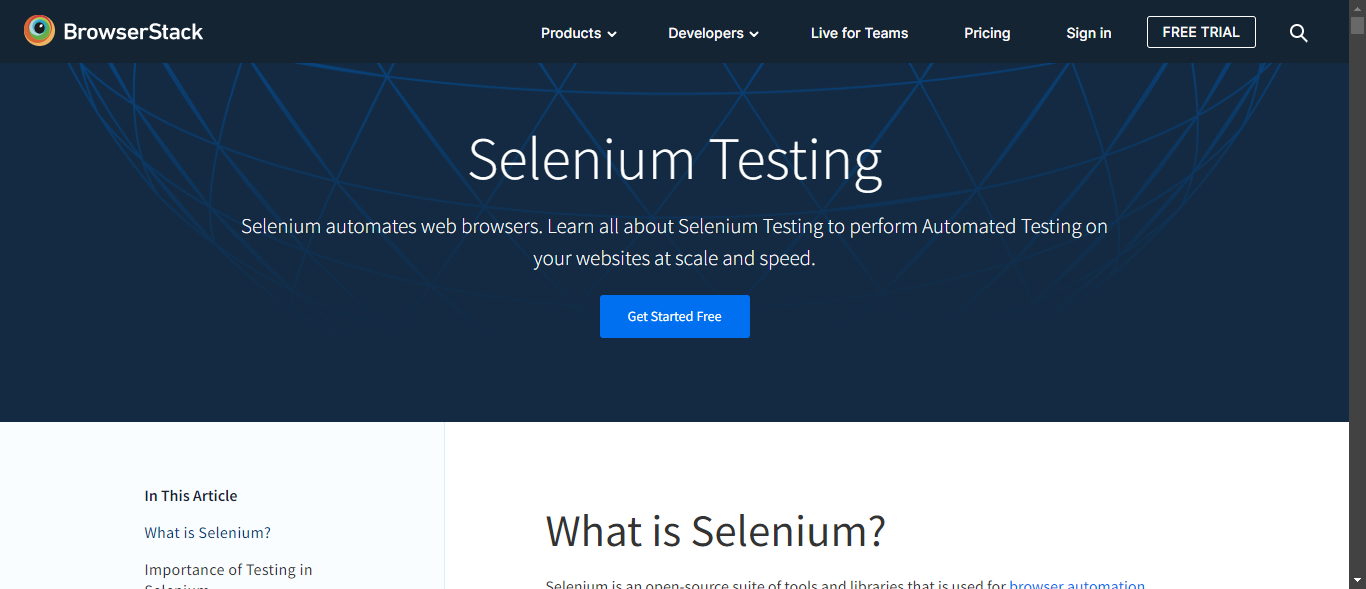 BrowserStack
Products
Developers
Live for Teams
Pricing
Sign in
FREE TRIAL
Selenium Testing
Selenium automates web browsers. Learn all about Selenium Testing to perform Automated Testing on
your websites at scale and speed.
Get Started Free
In This Article
What is Selenium?
Importance of Testing in
Selenium
What is Selenium?
Selenium is an open-source suite of tools and libraries that is used for browser automation.